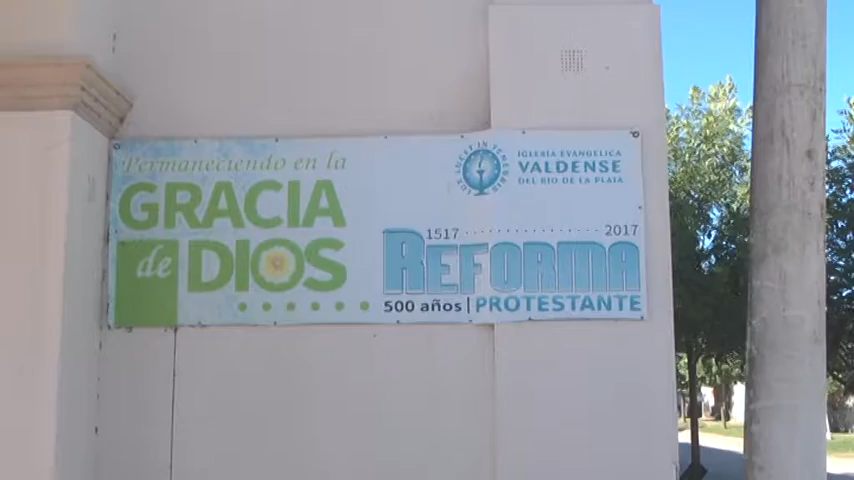 Permaneciendo en la
GRACIA
de DIOS
LUX LUCET IN TENEBRIS
IGLESIA EVANGELICA
VALDENSE
DEL RIO DE LA PLATA
1517 2017
REFORMA
500 años | PROTESTANTE